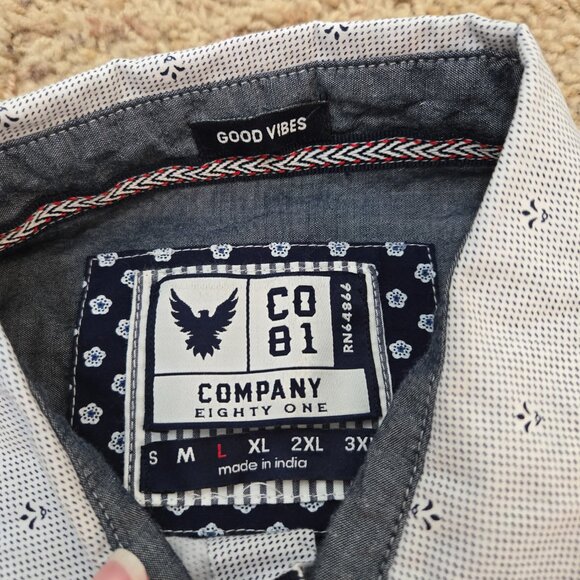 GOOD VIBES
CO
81
RN64866
COMPANY
EIGHTY ONE
S M L XL 2XL 3XL
made in india